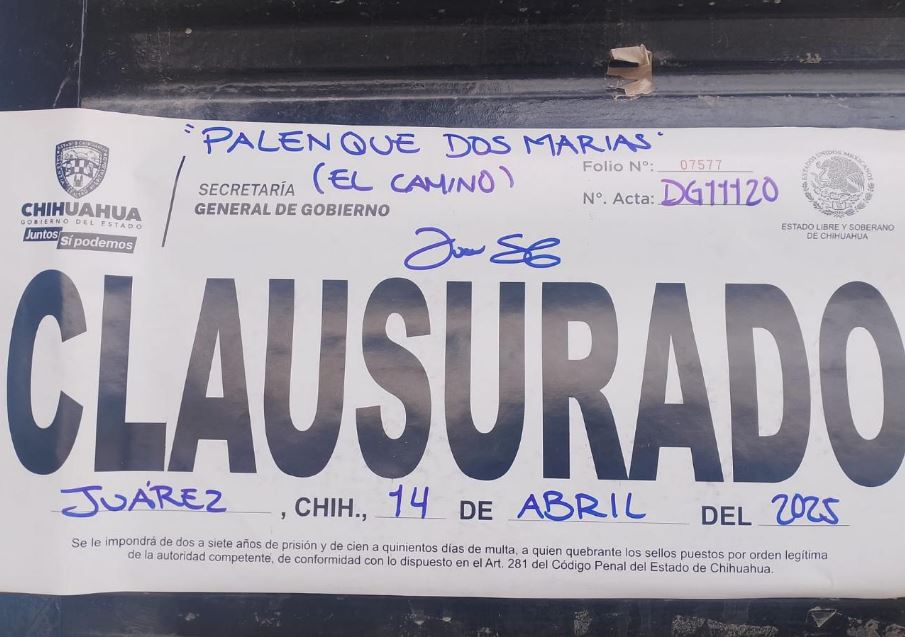 "PALENQUE DOS MARIAS"
(EL CAMINO)
CHIHUAHUA
GOBIERNO DEL ESTADO
Juntos Sí podemos
SECRETARÍA
GENERAL DE GOBIERNO
Folio N°: 07577
N°. Acta: DG11120
ESTADOS UNIDOS MEXICANOS
ESTADO LIBRE Y SOBERANO
DE CHIHUAHUA
CLAUSURADO
JUÁREZ, CHIH., 14 DE ABRIL DEL 2025
Se le impondrá de dos a siete años de prisión y de cien a quinientos días de multa, a quien quebrante los sellos puestos por orden legítima
de la autoridad competente, de conformidad con lo dispuesto en el Art. 281 del Código Penal del Estado de Chihuahua.